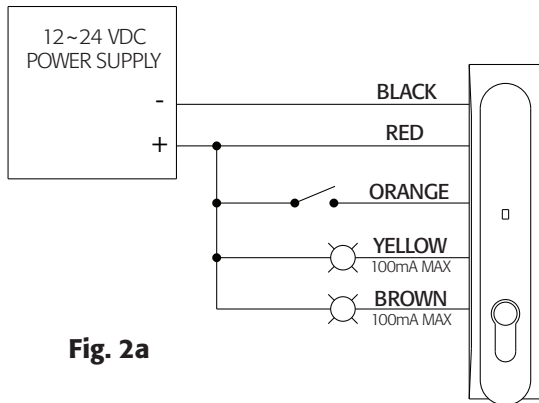 12~24 VDC
POWER SUPPLY
-
+
BLACK
RED
ORANGE
YELLOW
100mA MAX
BROWN
100mA MAX
Fig. 2a